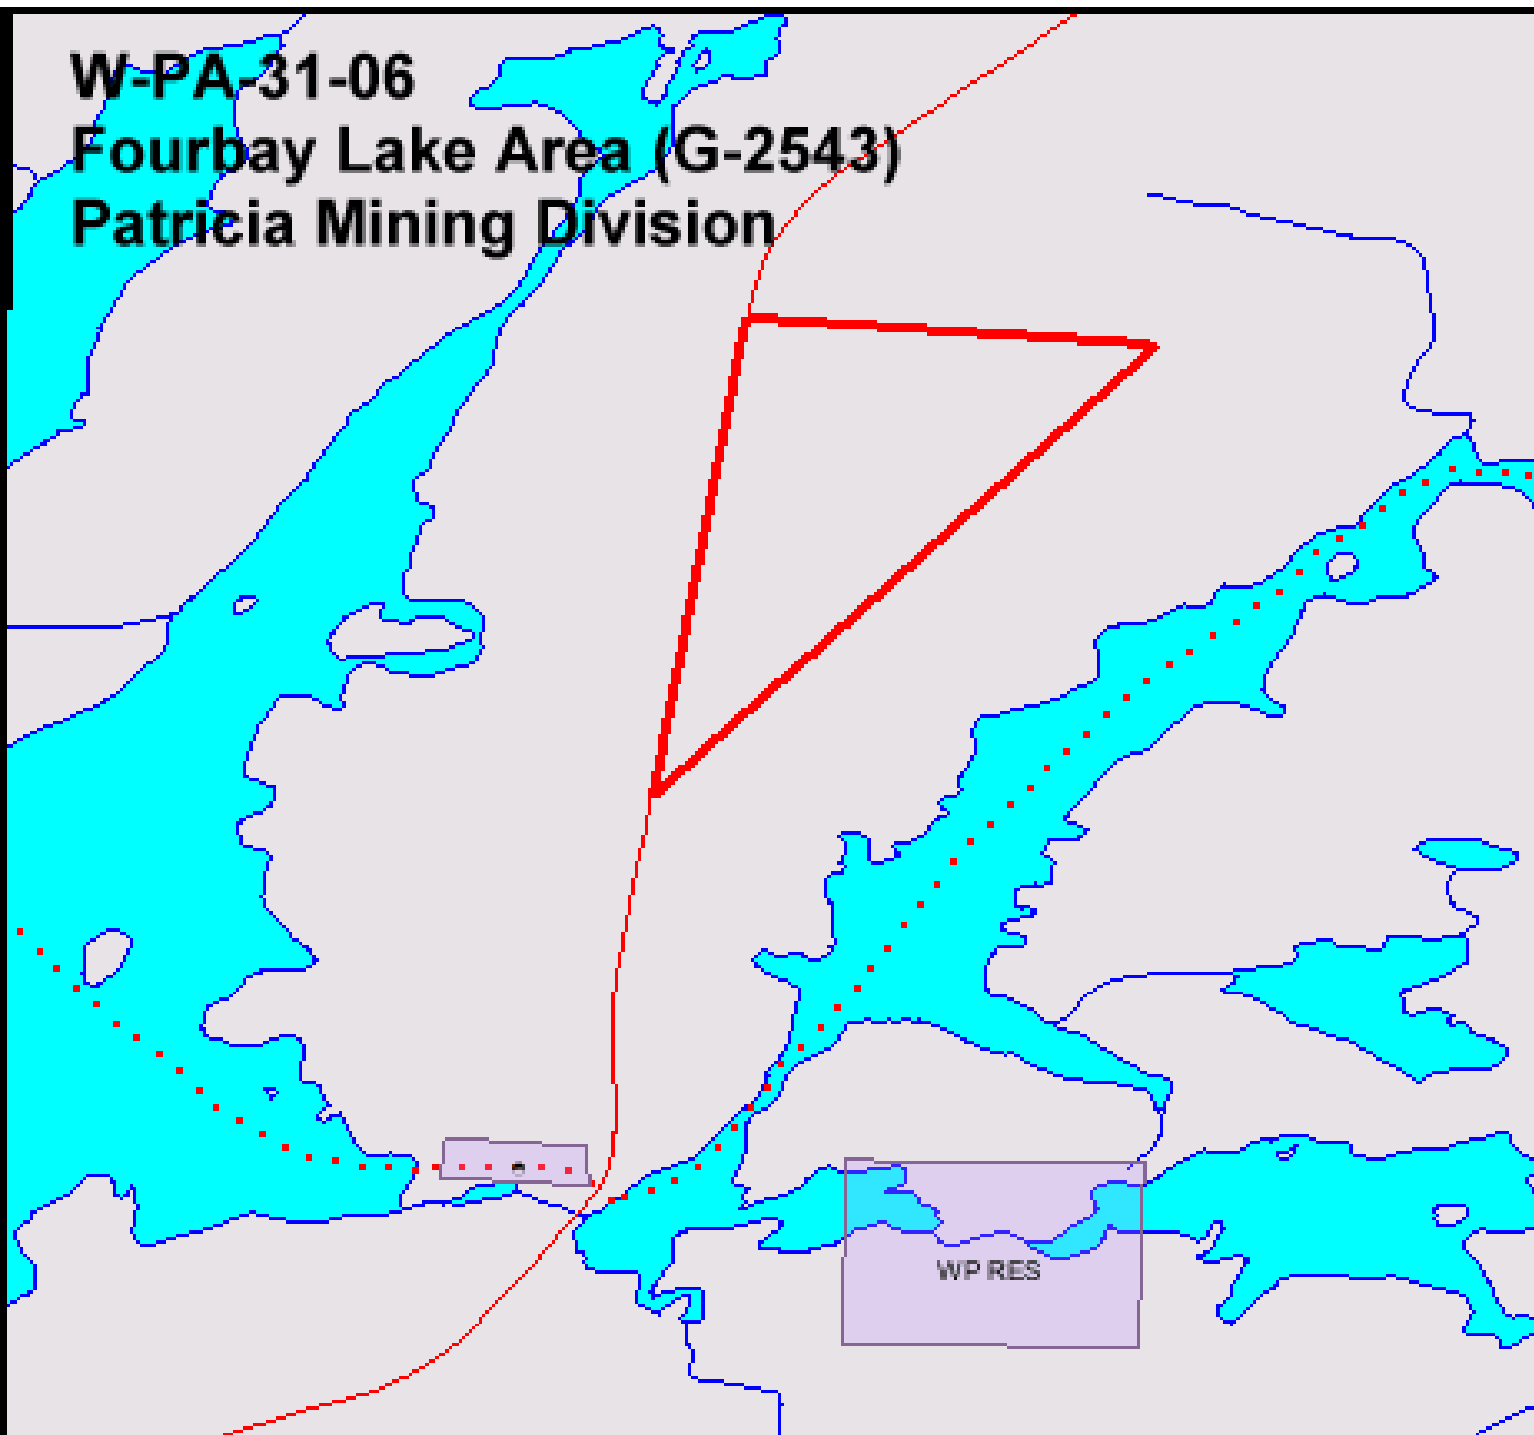 W-PA-31-06
Fourbay Lake Area (G-2543)
Patricia Mining Division
WP RES